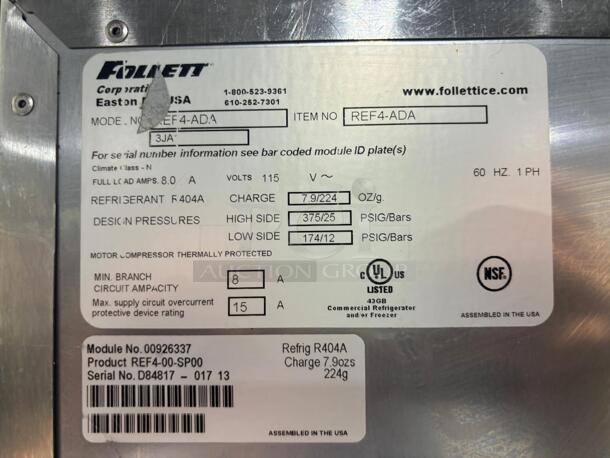 FOLLETT
Corporati
Easton USA
1-800-523-9361
610-252-7301
www.follettice.com
MODEL NO REF4-ADA
ITEM NO REF4-ADA
3JA
For serial number information see bar coded module ID plate(s)
Climate Class - N
FULL LOAD AMPS. 8.0 A VOLTS 115 V ~ 60 HZ. 1 PH
REFRIGERANT R404A CHARGE 7.9/224 OZ/g.
DESIGN PRESSURES HIGH SIDE 375/25 PSIG/Bars
LOW SIDE 174/12 PSIG/Bars
MOTOR COMPRESSOR THERMALLY PROTECTED
AUCTION GROUP
MIN. BRANCH
CIRCUIT AMPACITY 8 A
Max. supply circuit overcurrent
protective device rating 15 A
C UL US
LISTED
43GB
Commercial Refrigerator
and/or Freezer
NSF
ASSEMBLED IN THE USA
Module No. 00926337
Product REF4-00-SP00
Serial No. D84817 - 017 13
Refrig R404A
Charge 7.9ozs
224g
ASSEMBLED IN THE USA